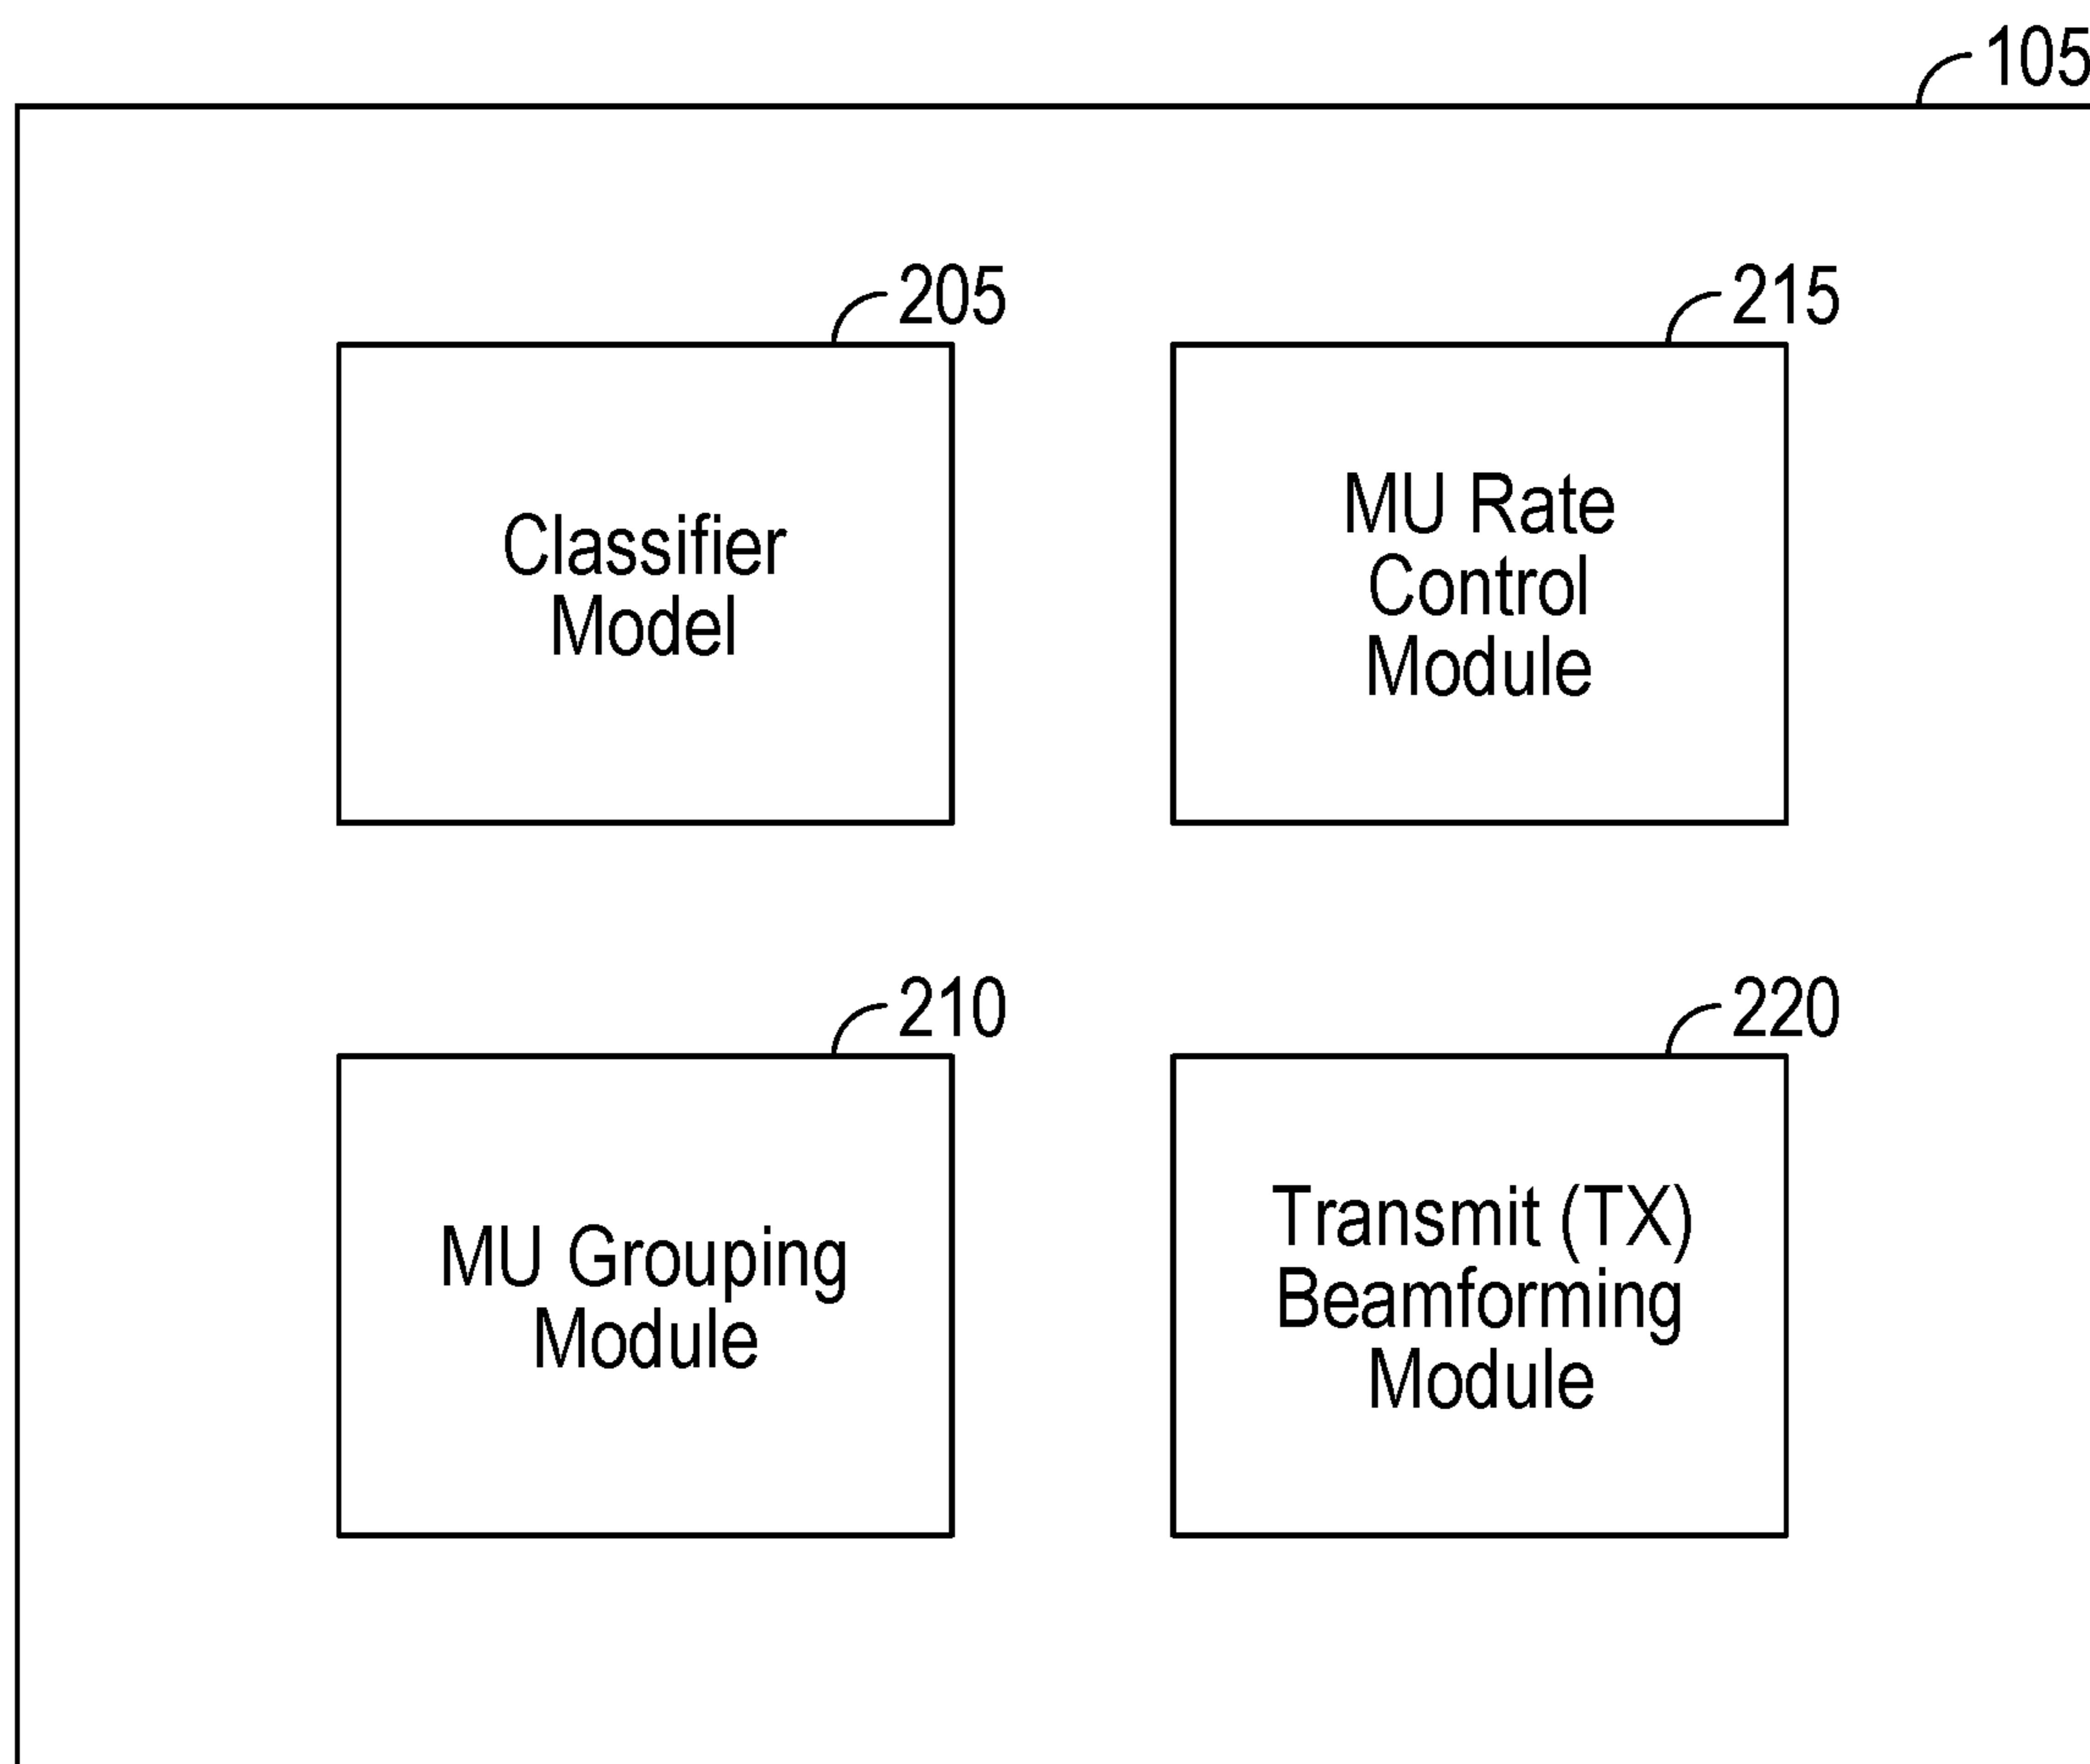 105
205
Classifier
Model
215
MU Rate
Control
Module
210
MU Grouping
Module
220
Transmit (TX)
Beamforming
Module